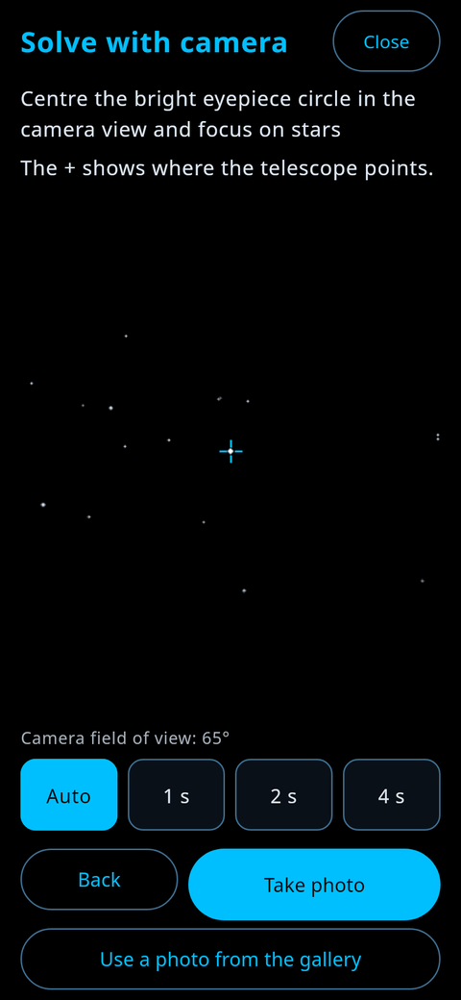 Solve with camera
Close
Centre the bright eyepiece circle in the
camera view and focus on stars
The + shows where the telescope points.
Camera field of view: 65°
Auto
1 s
2 s
4 s
Back
Take photo
Use a photo from the gallery